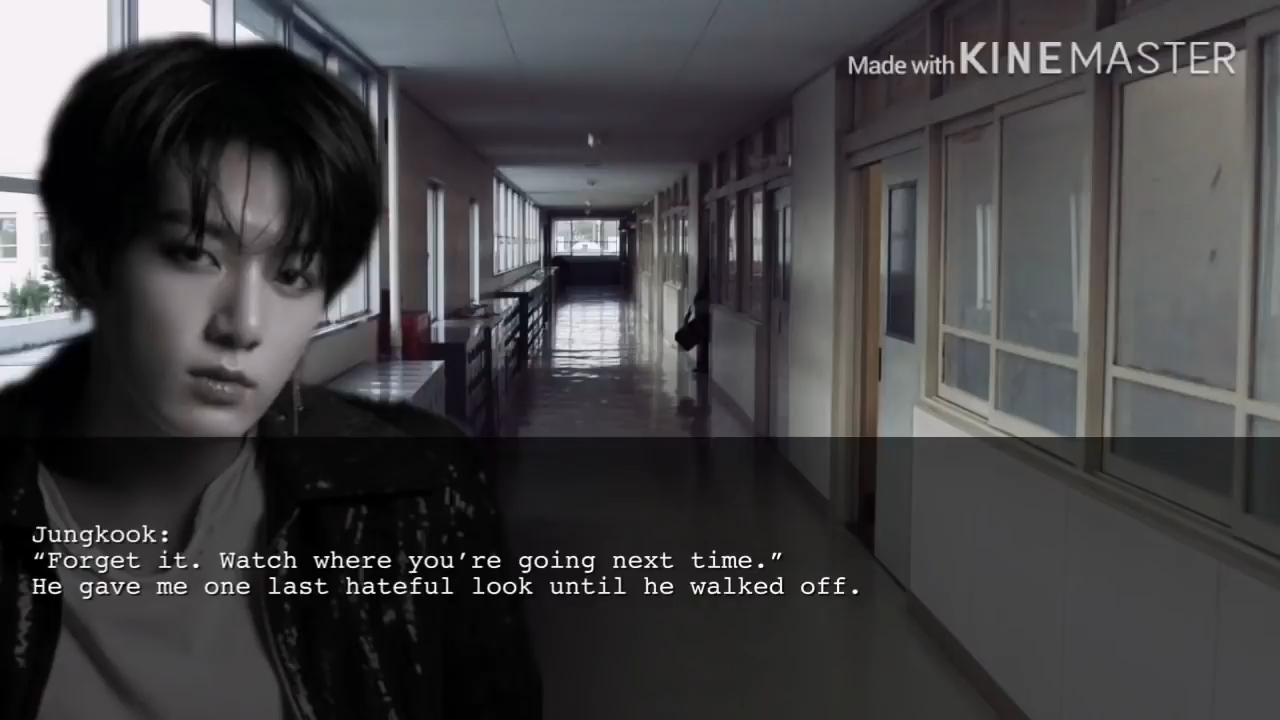 Made with KINEMASTER
Jungkook:
“Forget it. Watch where you’re going next time.”
He gave me one last hateful look until he walked off.